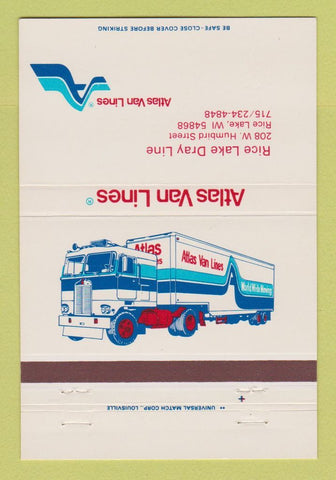 BE SAFE - CLOSE COVER BEFORE STRIKING
Atlas Van Lines®
Rice Lake Dray Line
208 W. Humbird Street
Rice Lake, WI 54868
715/234-4848
Atlas Van Lines®
Atlas
Atlas Van Lines
World Wide Moving
** UNIVERSAL MATCH CORP., LOUISVILLE